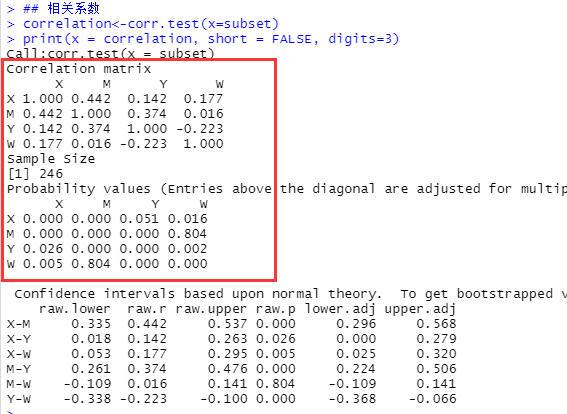 > ## 相关系数
> correlation<-corr.test(x=subset)
> print(x = correlation, short = FALSE, digits=3)
Call:corr.test(x = subset)
Correlation matrix
      X     M      Y      W
X 1.000 0.442  0.142  0.177
M 0.442 1.000  0.374  0.016
Y 0.142 0.374  1.000 -0.223
W 0.177 0.016 -0.223  1.000
Sample Size
[1] 246
Probability values (Entries above the diagonal are adjusted for multip
      X     M     Y     W
X 0.000 0.000 0.051 0.016
M 0.000 0.000 0.000 0.804
Y 0.026 0.000 0.000 0.002
W 0.005 0.804 0.000 0.000
Confidence intervals based upon normal theory.  To get bootstrapped v
    raw.lower  raw.r raw.upper raw.p lower.adj upper.adj
X-M     0.335  0.442     0.537 0.000     0.296     0.568
X-Y     0.018  0.142     0.263 0.026     0.000     0.279
X-W     0.053  0.177     0.295 0.005     0.025     0.320
M-Y     0.261  0.374     0.476 0.000     0.224     0.506
M-W    -0.109  0.016     0.141 0.804    -0.109     0.141
Y-W    -0.338 -0.223    -0.100 0.000    -0.368    -0.066
>